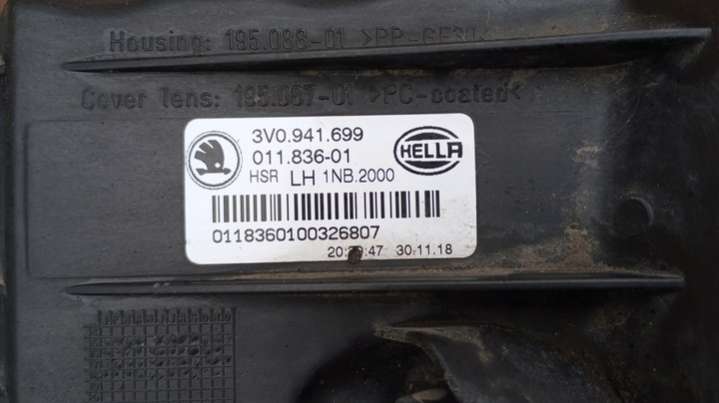 Housing: 195.088-01 >PP-GF30<
Cover lens: 195.067-01 >PC-coated<
3V0.941.699
011.836-01
HELLA
HSR LH 1NB.2000
0118360100326807
30.11.18